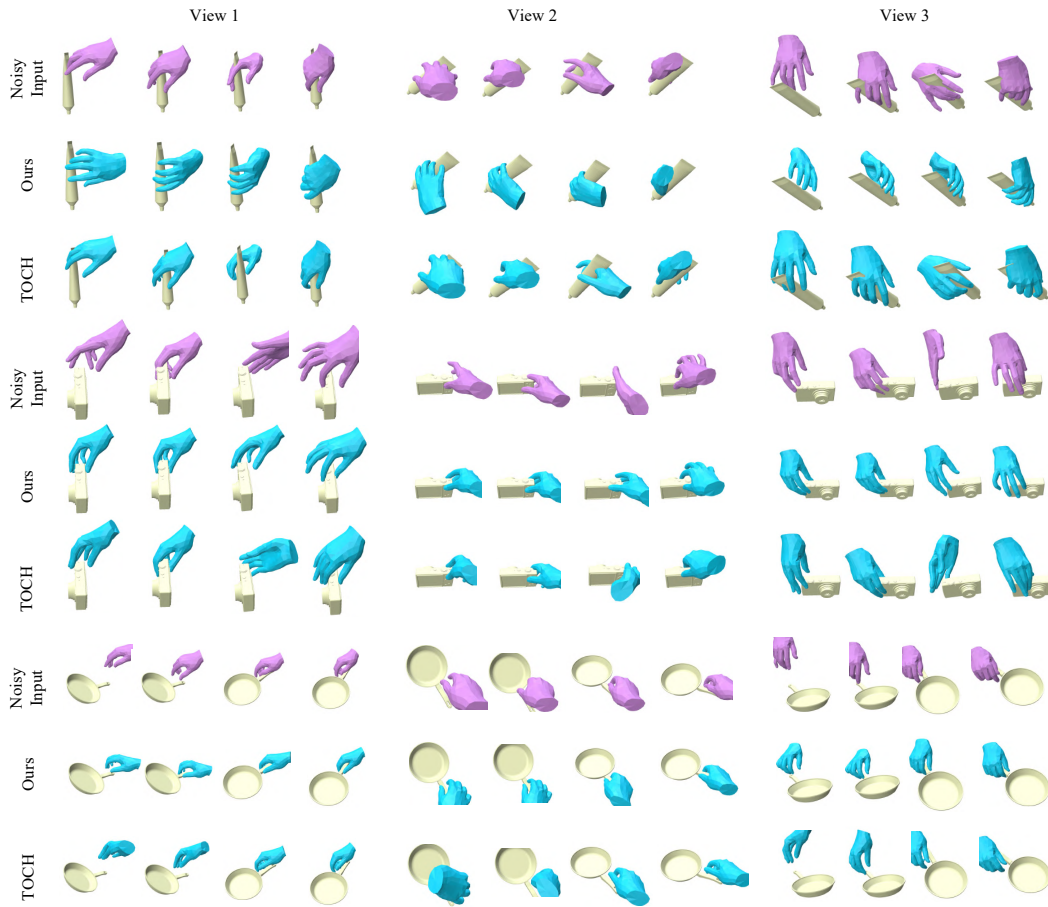 View 1
View 2
View 3
Noisy
Input
Ours
TOCH
Noisy
Input
Ours
TOCH
Noisy
Input
Ours
TOCH